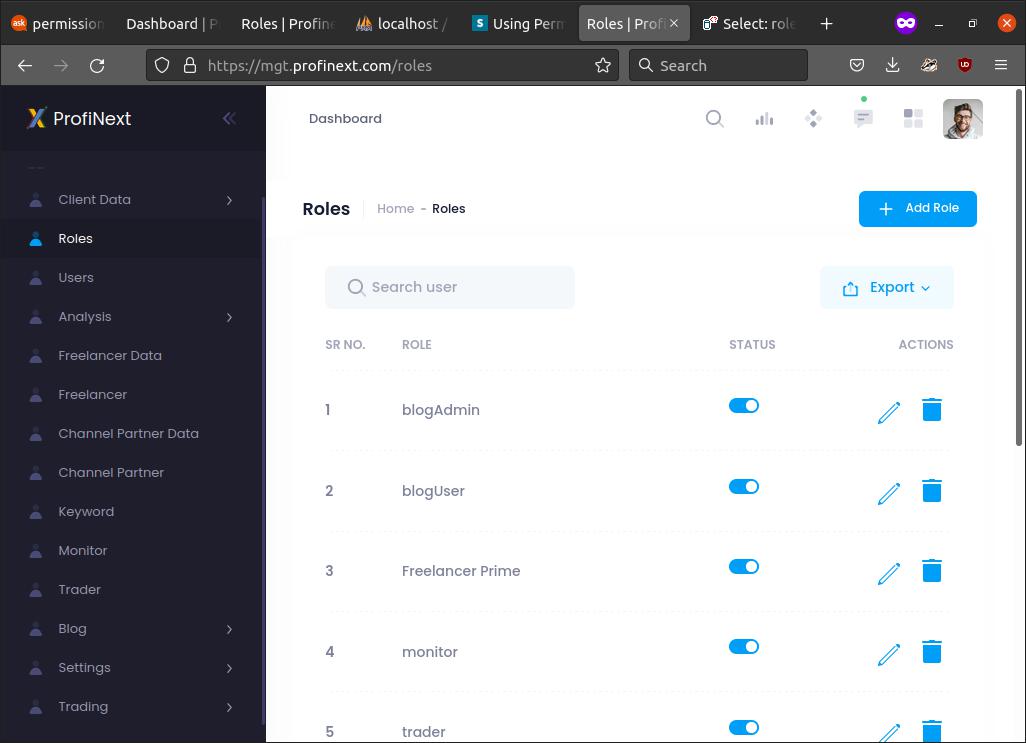 permission
Dashboard | P
Roles | Profine
localhost /
Using Perm
Roles | Profi
Select: role
https://mgt.profinext.com/roles
Search
ProfiNext
Client Data
Roles
Users
Analysis
Freelancer Data
Freelancer
Channel Partner Data
Channel Partner
Keyword
Monitor
Trader
Blog
Settings
Trading
Dashboard
Roles
Home - Roles
Add Role
Search user
Export
SR NO. ROLE STATUS ACTIONS
1 blogAdmin
2 blogUser
3 Freelancer Prime
4 monitor
5 trader